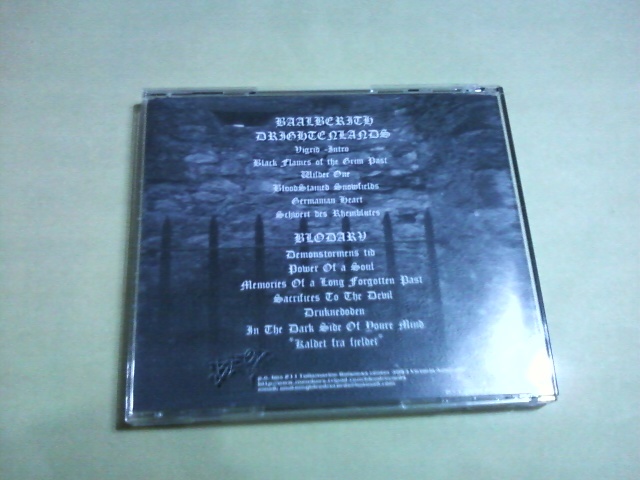 BAALBERITH
DRIGHTENLANDS
Vigrid -Intro
Black Flames of the Grim Past
Wilder One
BloodStained Snowfields
Germanian Heart
Schwert des Rheinblutes
BLODARV
Demonstormens tid
Power Of a Soul
Memories Of a Long Forgotten Past
Sacrifices To The Devil
Druknedoden
In The Dark Side Of Youre Mind
"Kaldet fra fjeldet"